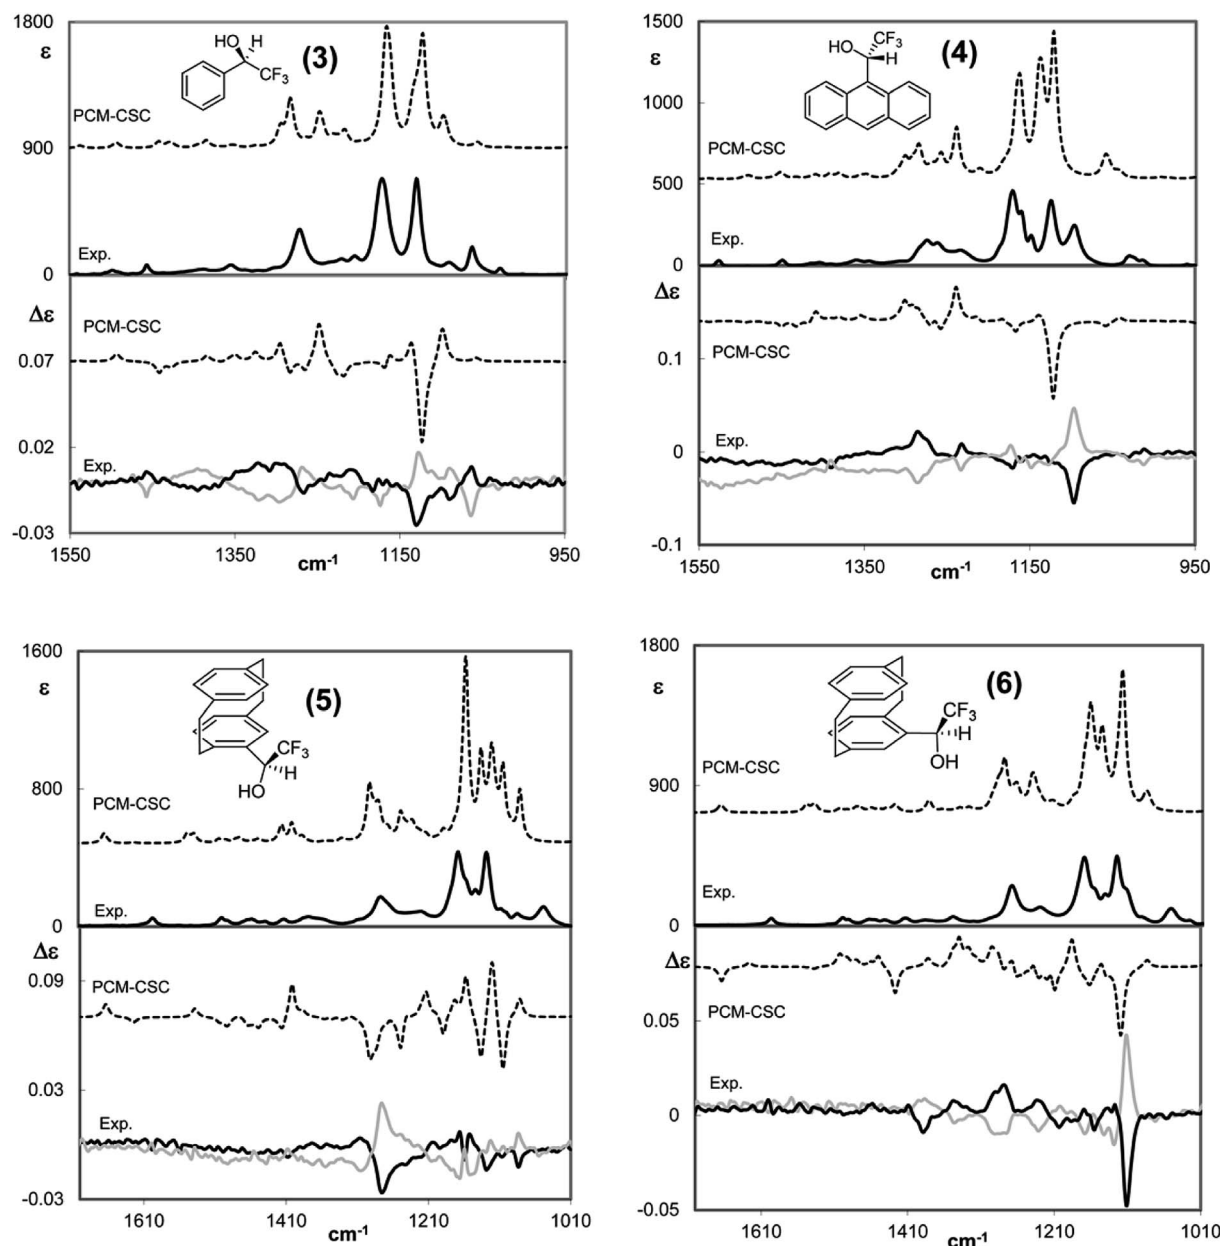 1800
ε
HO H
CF3
(3)
PCM-CSC
900
Exp.
0
Δε
PCM-CSC
0.07
0.02
Exp.
-0.03
1550
1350
cm-1
1150
950
1500
ε
HO
CF3
H
(4)
1000
PCM-CSC
500
Exp.
0
Δε
PCM-CSC
0.1
Exp.
0
-0.1
1550
1350
cm-1
1150
950
1600
ε
(5)
CF3
H
HO
800
PCM-CSC
Exp.
0
Δε
0.09
PCM-CSC
0.03
Exp.
-0.03
1610
1410
cm-1
1210
1010
1800
ε
(6)
CF3
H
OH
PCM-CSC
900
Exp.
0
Δε
0.05
PCM-CSC
Exp.
0
-0.05
1610
1410
cm-1
1210
1010